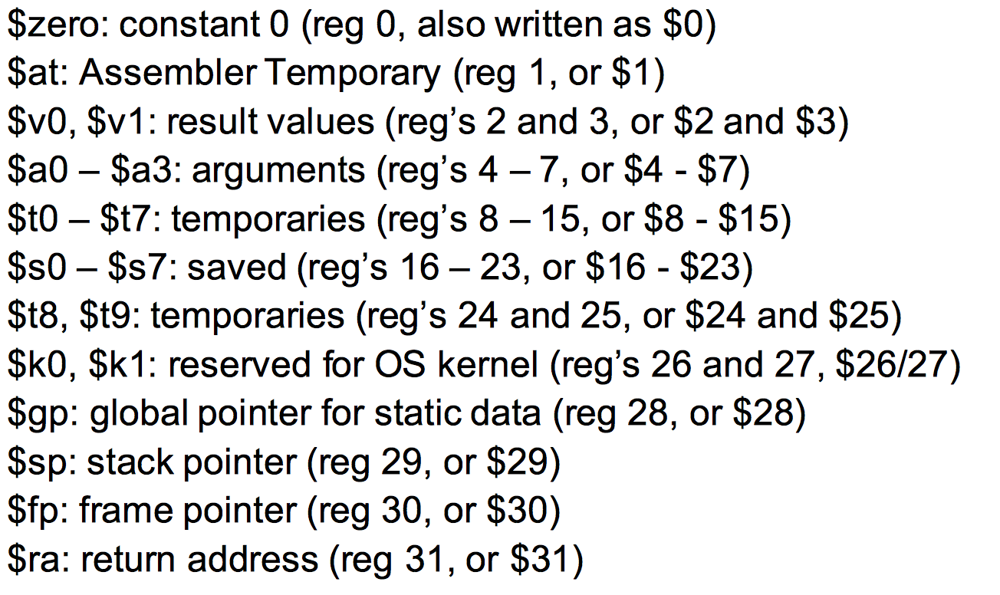 $zero: constant 0 (reg 0, also written as $0)
$at: Assembler Temporary (reg 1, or $1)
$v0, $v1: result values (reg’s 2 and 3, or $2 and $3)
$a0 – $a3: arguments (reg’s 4 – 7, or $4 - $7)
$t0 – $t7: temporaries (reg’s 8 – 15, or $8 - $15)
$s0 – $s7: saved (reg’s 16 – 23, or $16 - $23)
$t8, $t9: temporaries (reg’s 24 and 25, or $24 and $25)
$k0, $k1: reserved for OS kernel (reg’s 26 and 27, $26/27)
$gp: global pointer for static data (reg 28, or $28)
$sp: stack pointer (reg 29, or $29)
$fp: frame pointer (reg 30, or $30)
$ra: return address (reg 31, or $31)